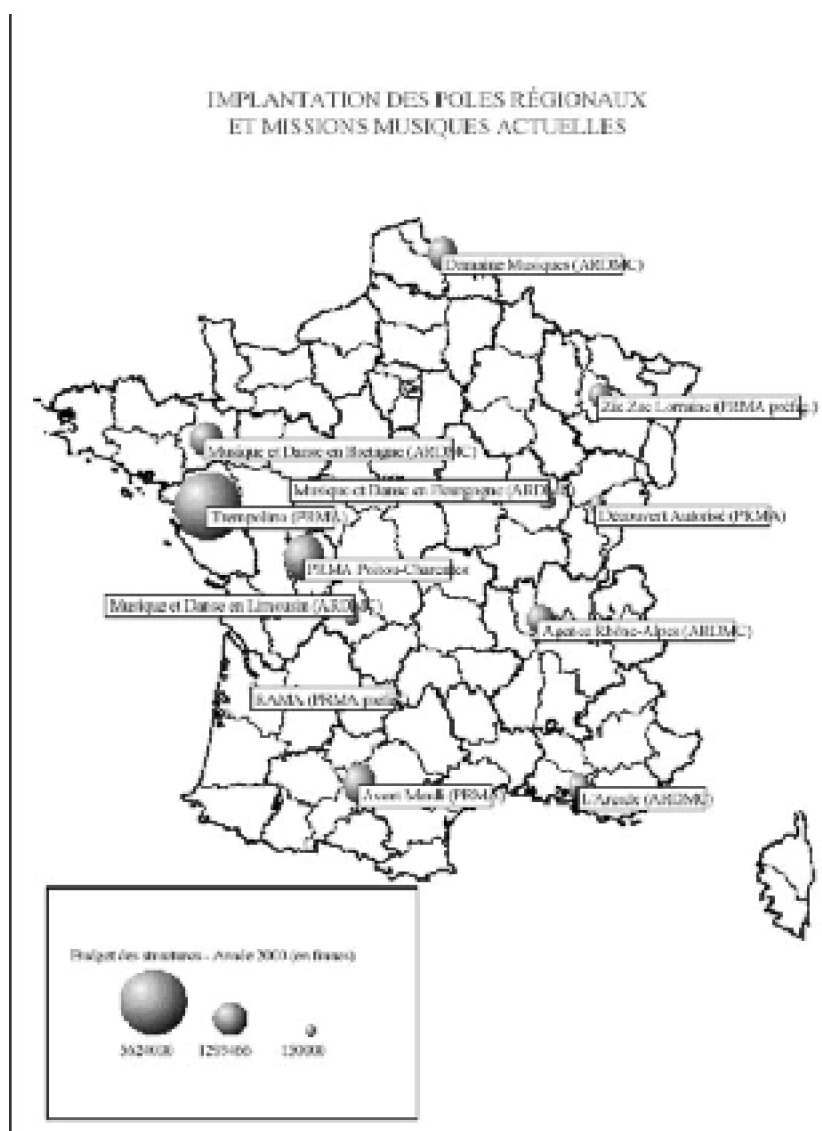 IMPLANTATION DES POLES RÉGIONAUX
ET MISSIONS MUSIQUES ACTUELLES
Domaine Musiques (ARDMC)
Zic Zac Lorraine (PRMA préfig.)
Musique et Danse en Bretagne (ARDMC)
Musique et Danse en Bourgogne (ARDMC)
Trempolino (PRMA)
Découvert Autorisé (PRMA)
PRMA Poitou-Charentes
Musique et Danse en Limousin (ARDMC)
Agence Rhône-Alpes (ARDMC)
RAMA (PRMA préfig.)
Avant Mardi (PRMA)
L'Arcade (ARDMC)
Budget des structures - Année 2000 (en francs)